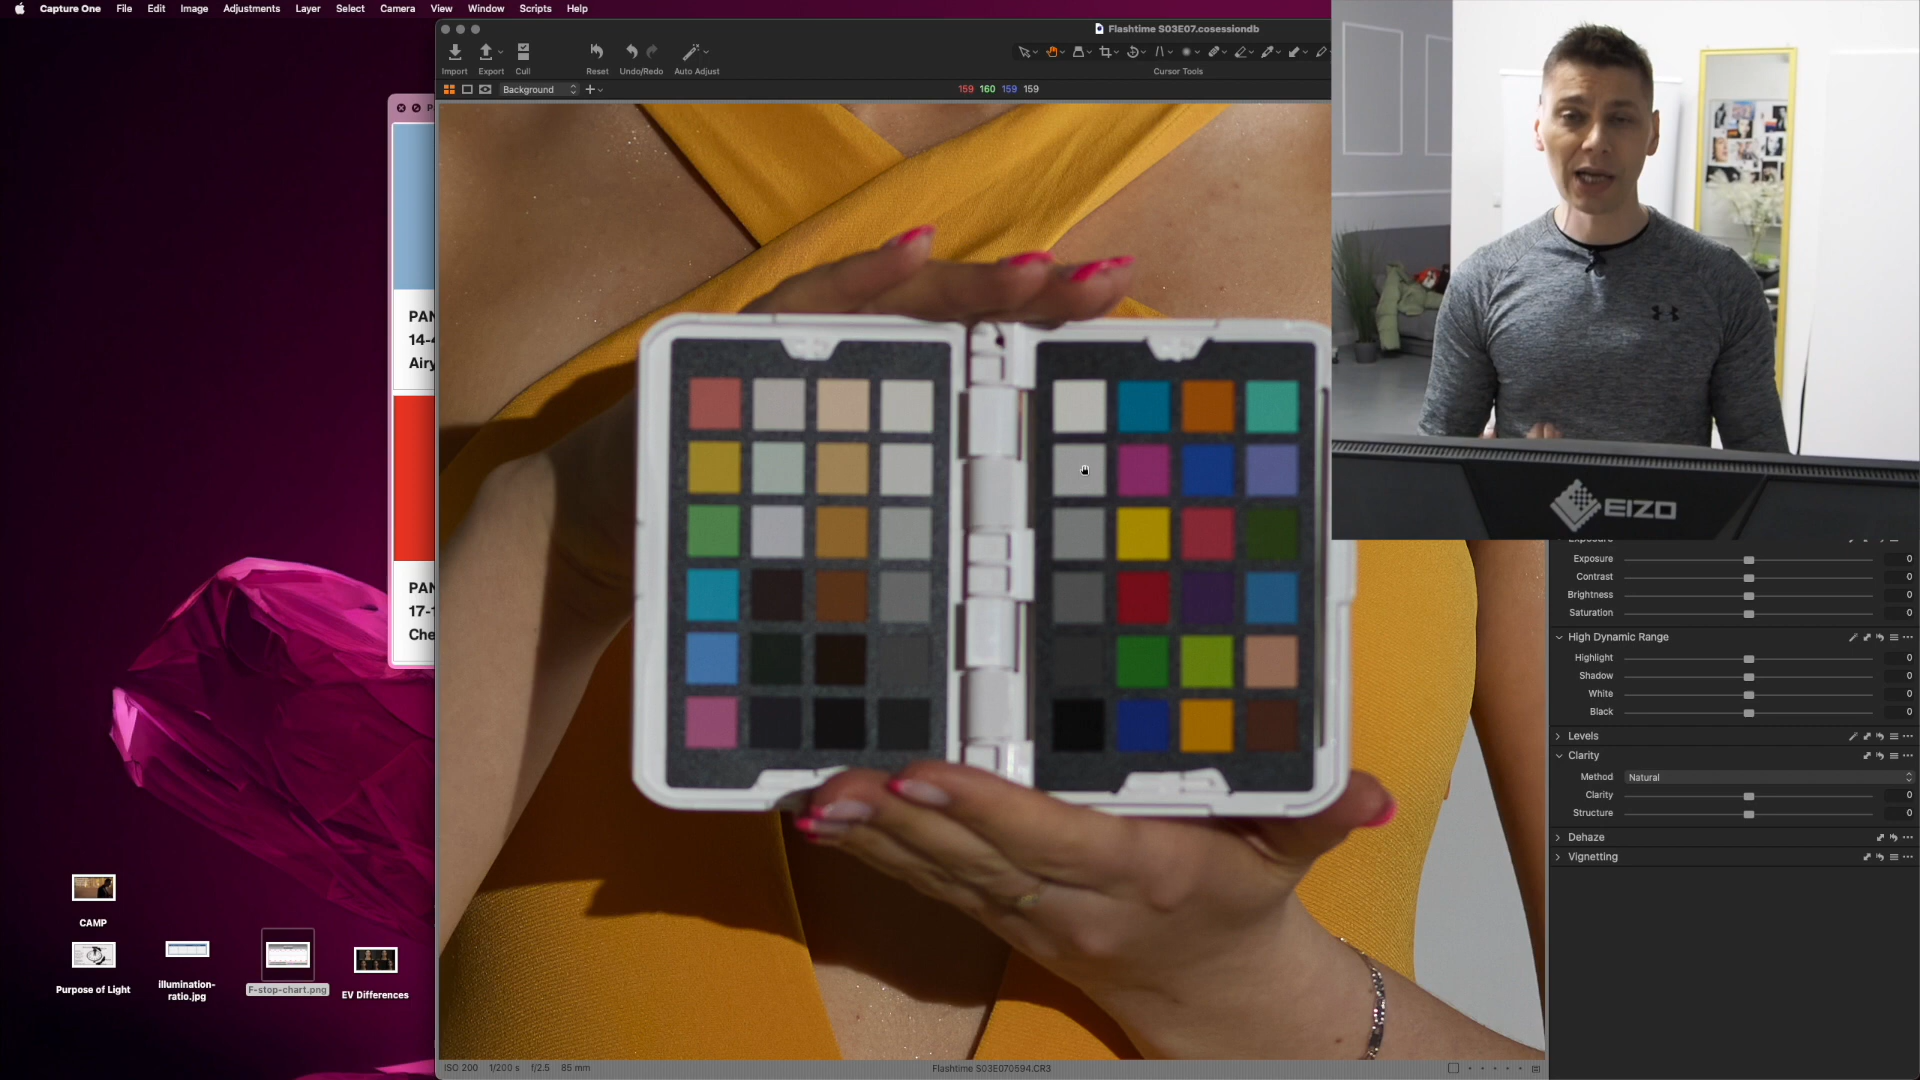 Capture One File Edit Image Adjustments Layer Select Camera View Window Scripts Help
Flashtime S03E07.cosessiondb
Import Export Cull Reset Undo/Redo Auto Adjust Cursor Tools
Background
159 160 159 159
P
PAN
14-4
Airy
PAN
17-1
Che
EIZO
Exposure
Exposure 0
Contrast 0
Brightness 0
Saturation 0
High Dynamic Range
Highlight 0
Shadow 0
White 0
Black 0
Levels
Clarity
Method Natural
Clarity 0
Structure 0
Dehaze
Vignetting
CAMP
Purpose of Light
illumination-
ratio.jpg
F-stop-chart.png
EV Differences
ISO 200 1/200 s f/2.5 85 mm
Flashtime S03E070594.CR3